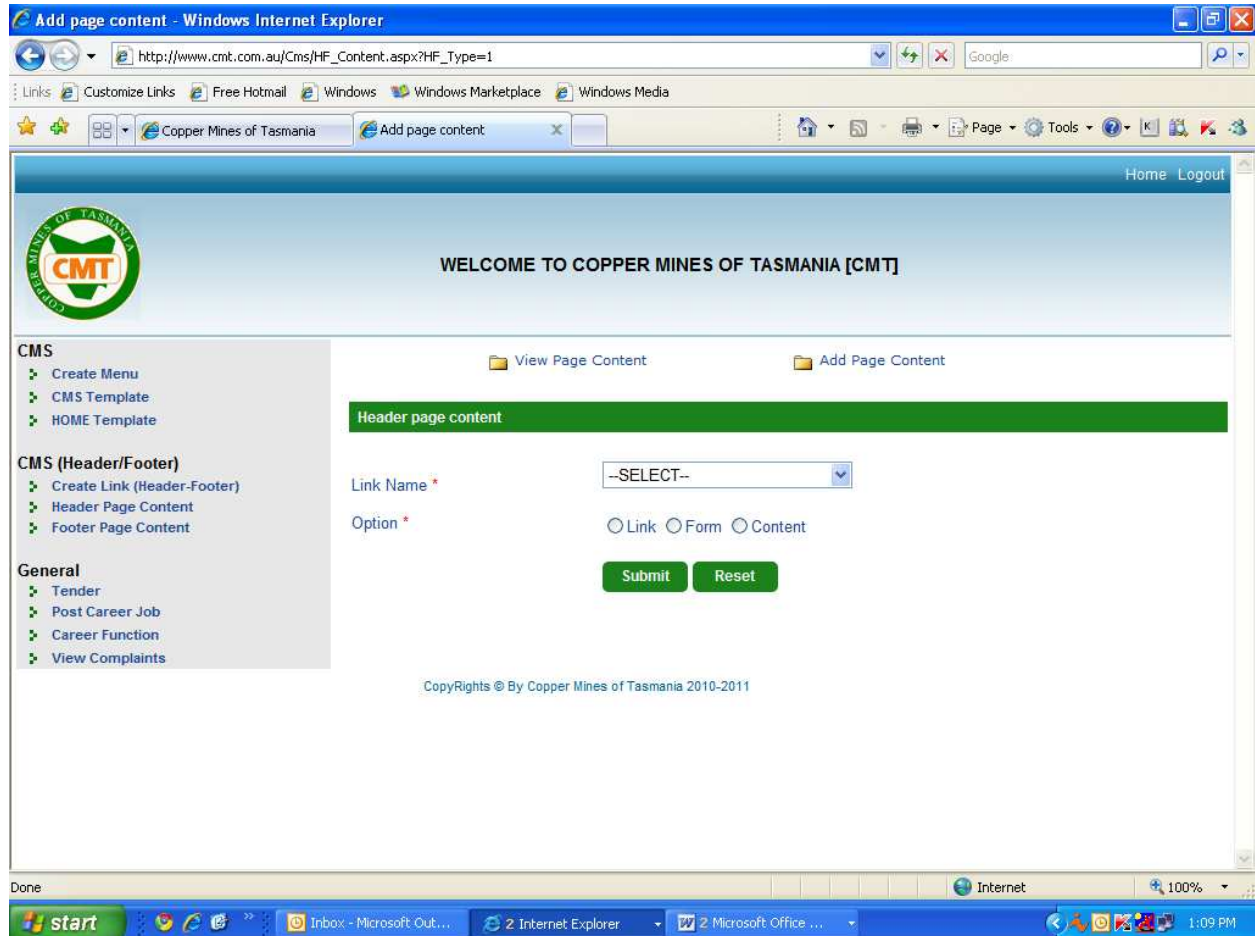 Add page content - Windows Internet Explorer
http://www.cmt.com.au/Cms/HF_Content.aspx?HF_Type=1
Google
Links Customize Links Free Hotmail Windows Windows Marketplace Windows Media
Copper Mines of Tasmania Add page content Page Tools
Home Logout
COPPER MINES OF TASMANIA
CMT
WELCOME TO COPPER MINES OF TASMANIA [CMT]
CMS
Create Menu
CMS Template
HOME Template
CMS (Header/Footer)
Create Link (Header-Footer)
Header Page Content
Footer Page Content
General
Tender
Post Career Job
Career Function
View Complaints
View Page Content Add Page Content
Header page content
Link Name * --SELECT--
Option * Link Form Content
Submit Reset
CopyRights © By Copper Mines of Tasmania 2010-2011
Done Internet 100%
start Inbox - Microsoft Out... 2 Internet Explorer 2 Microsoft Office ... 1:09 PM